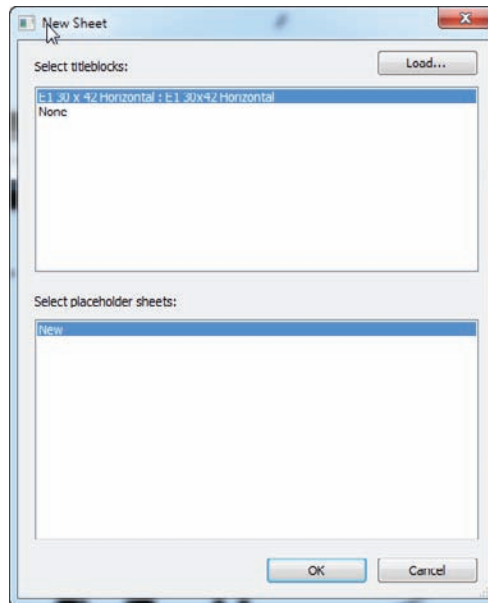 New Sheet
Select titleblocks:
Load...
E1 30 x 42 Horizontal : E1 30x42 Horizontal
None
Select placeholder sheets:
New
OK
Cancel